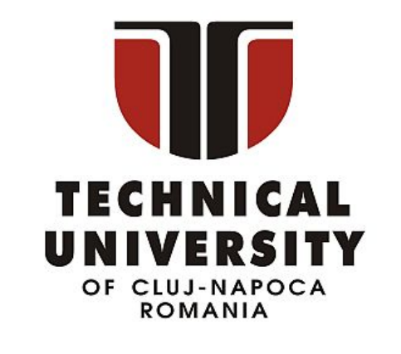 TECHNICAL
UNIVERSITY
OF CLUJ-NAPOCA
ROMANIA